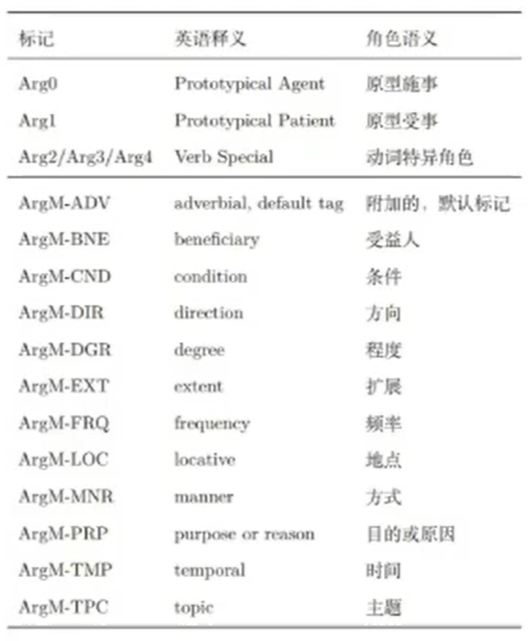 标记 英语释义 角色语义
Arg0 Prototypical Agent 原型施事
Arg1 Prototypical Patient 原型受事
Arg2/Arg3/Arg4 Verb Special 动词特异角色
ArgM-ADV adverbial, default tag 附加的，默认标记
ArgM-BNE beneficiary 受益人
ArgM-CND condition 条件
ArgM-DIR direction 方向
ArgM-DGR degree 程度
ArgM-EXT extent 扩展
ArgM-FRQ frequency 频率
ArgM-LOC locative 地点
ArgM-MNR manner 方式
ArgM-PRP purpose or reason 目的或原因
ArgM-TMP temporal 时间
ArgM-TPC topic 主题